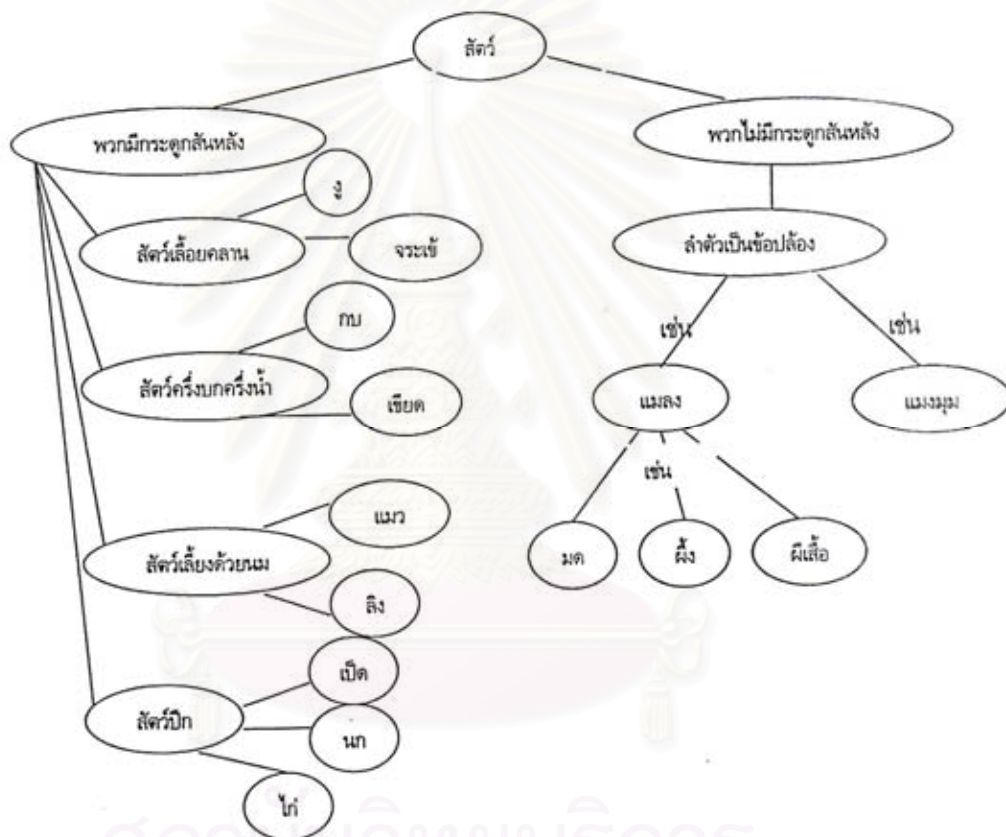 สัตว์
พวกมีกระดูกสันหลัง
พวกไม่มีกระดูกสันหลัง
งู
สัตว์เลื้อยคลาน
จระเข้
ลำตัวเป็นข้อปล้อง
กบ
เช่น
เช่น
สัตว์ครึ่งบกครึ่งน้ำ
เขียด
แมลง
แมงมุม
เช่น
แมว
สัตว์เลี้ยงด้วยนม
มด
ผึ้ง
ผีเสื้อ
ลิง
เป็ด
สัตว์ปีก
นก
ไก่